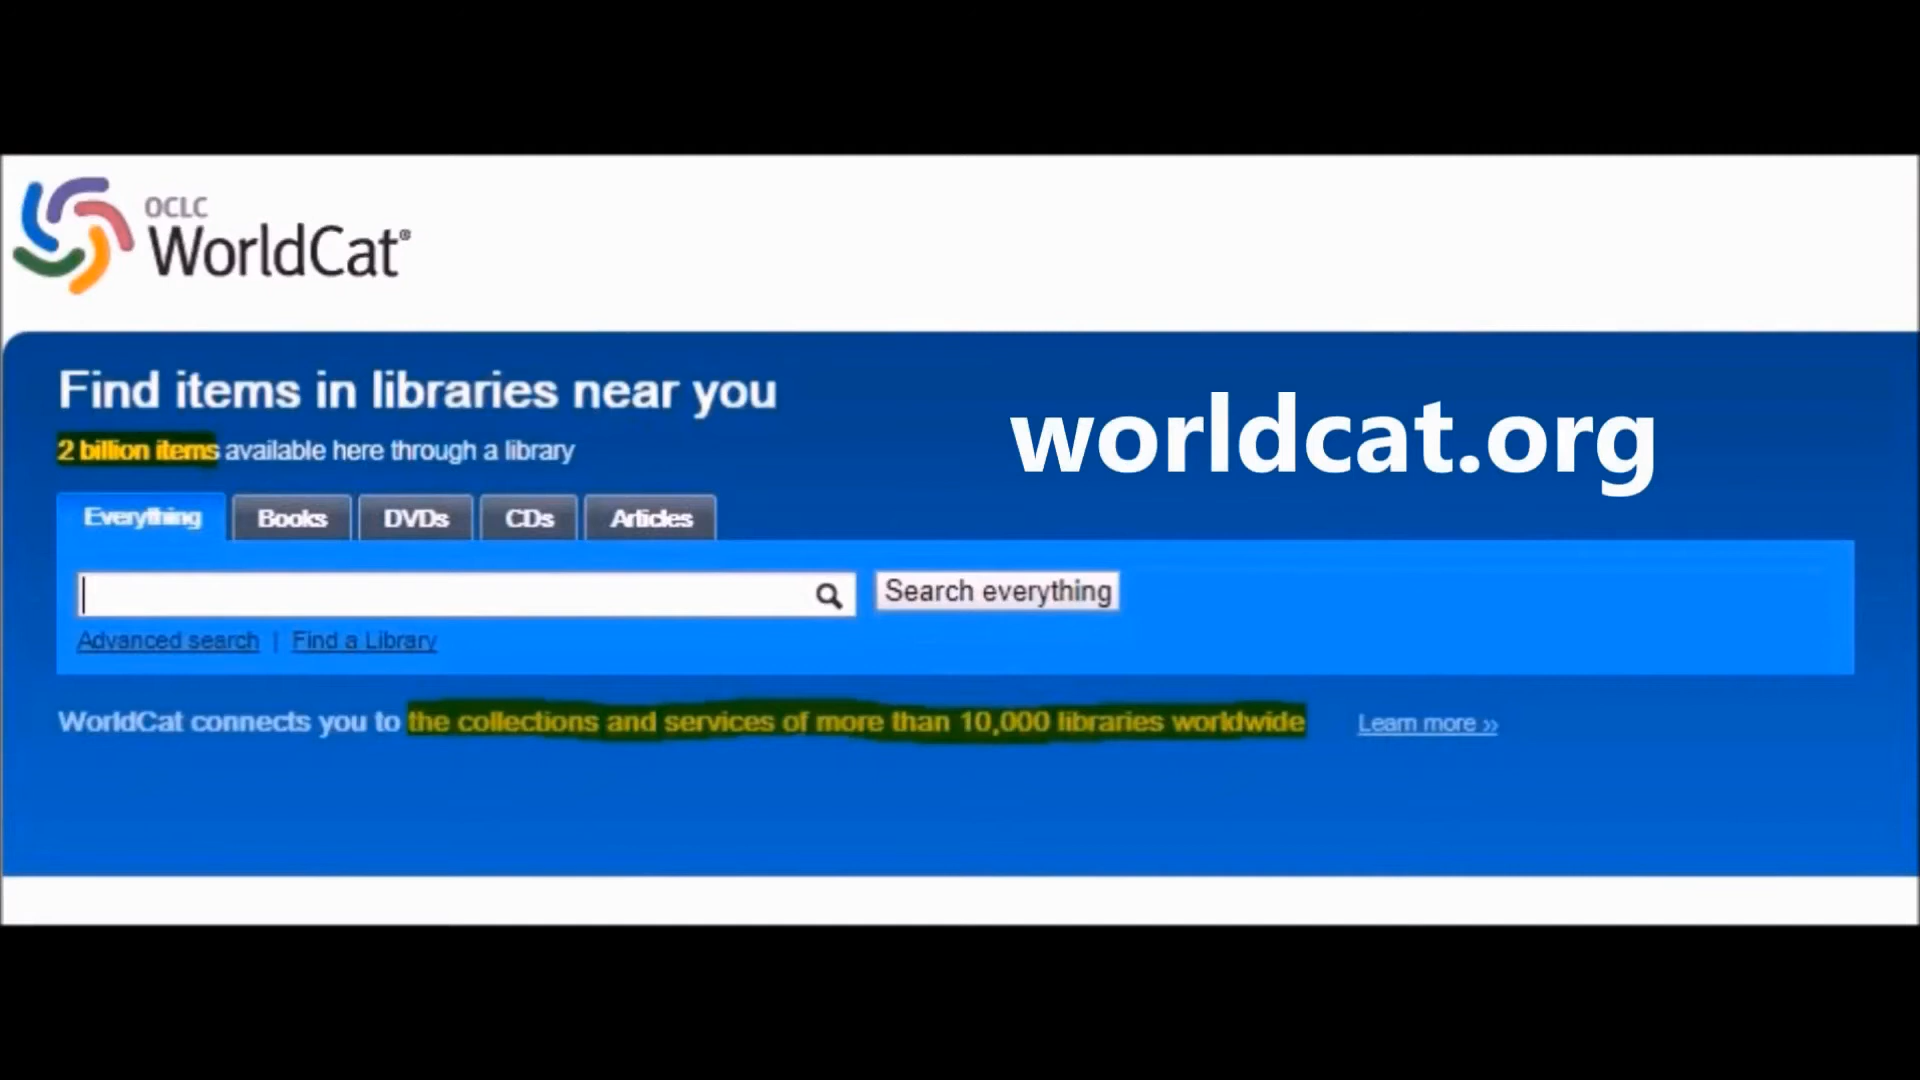 OCLC
WorldCat®
Find items in libraries near you
worldcat.org
2 billion items available here through a library
Everything Books DVDs CDs Articles
Search everything
Advanced search | Find a Library
WorldCat connects you to the collections and services of more than 10,000 libraries worldwide Learn more »